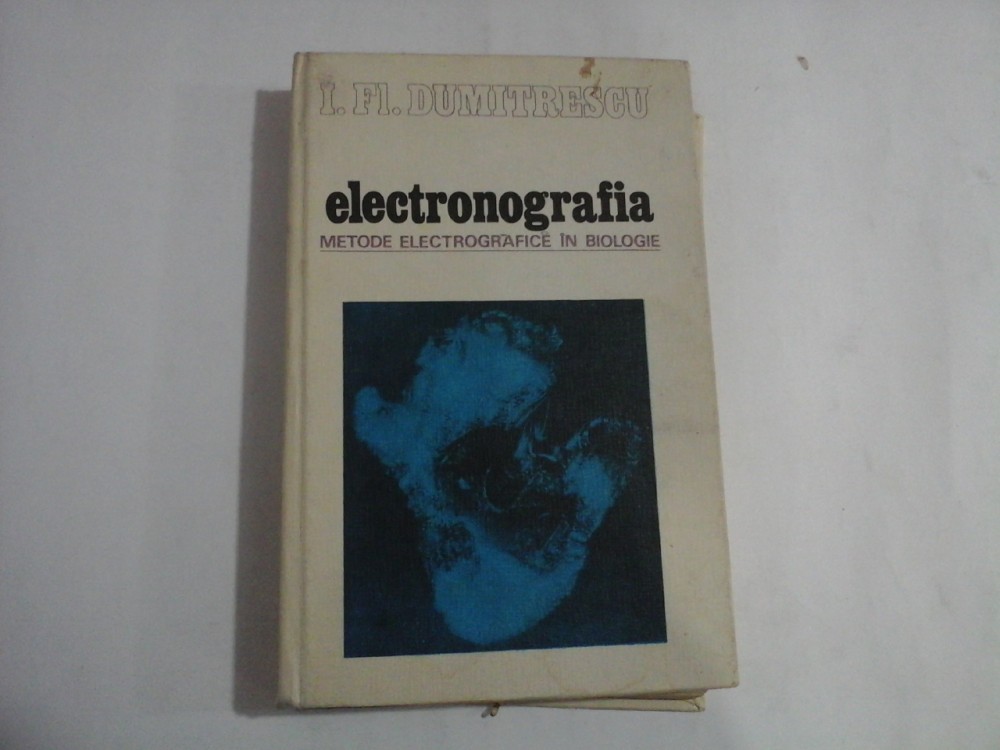 I. Fl. DUMITRESCU
electronografia
METODE ELECTROGRAFICE ÎN BIOLOGIE